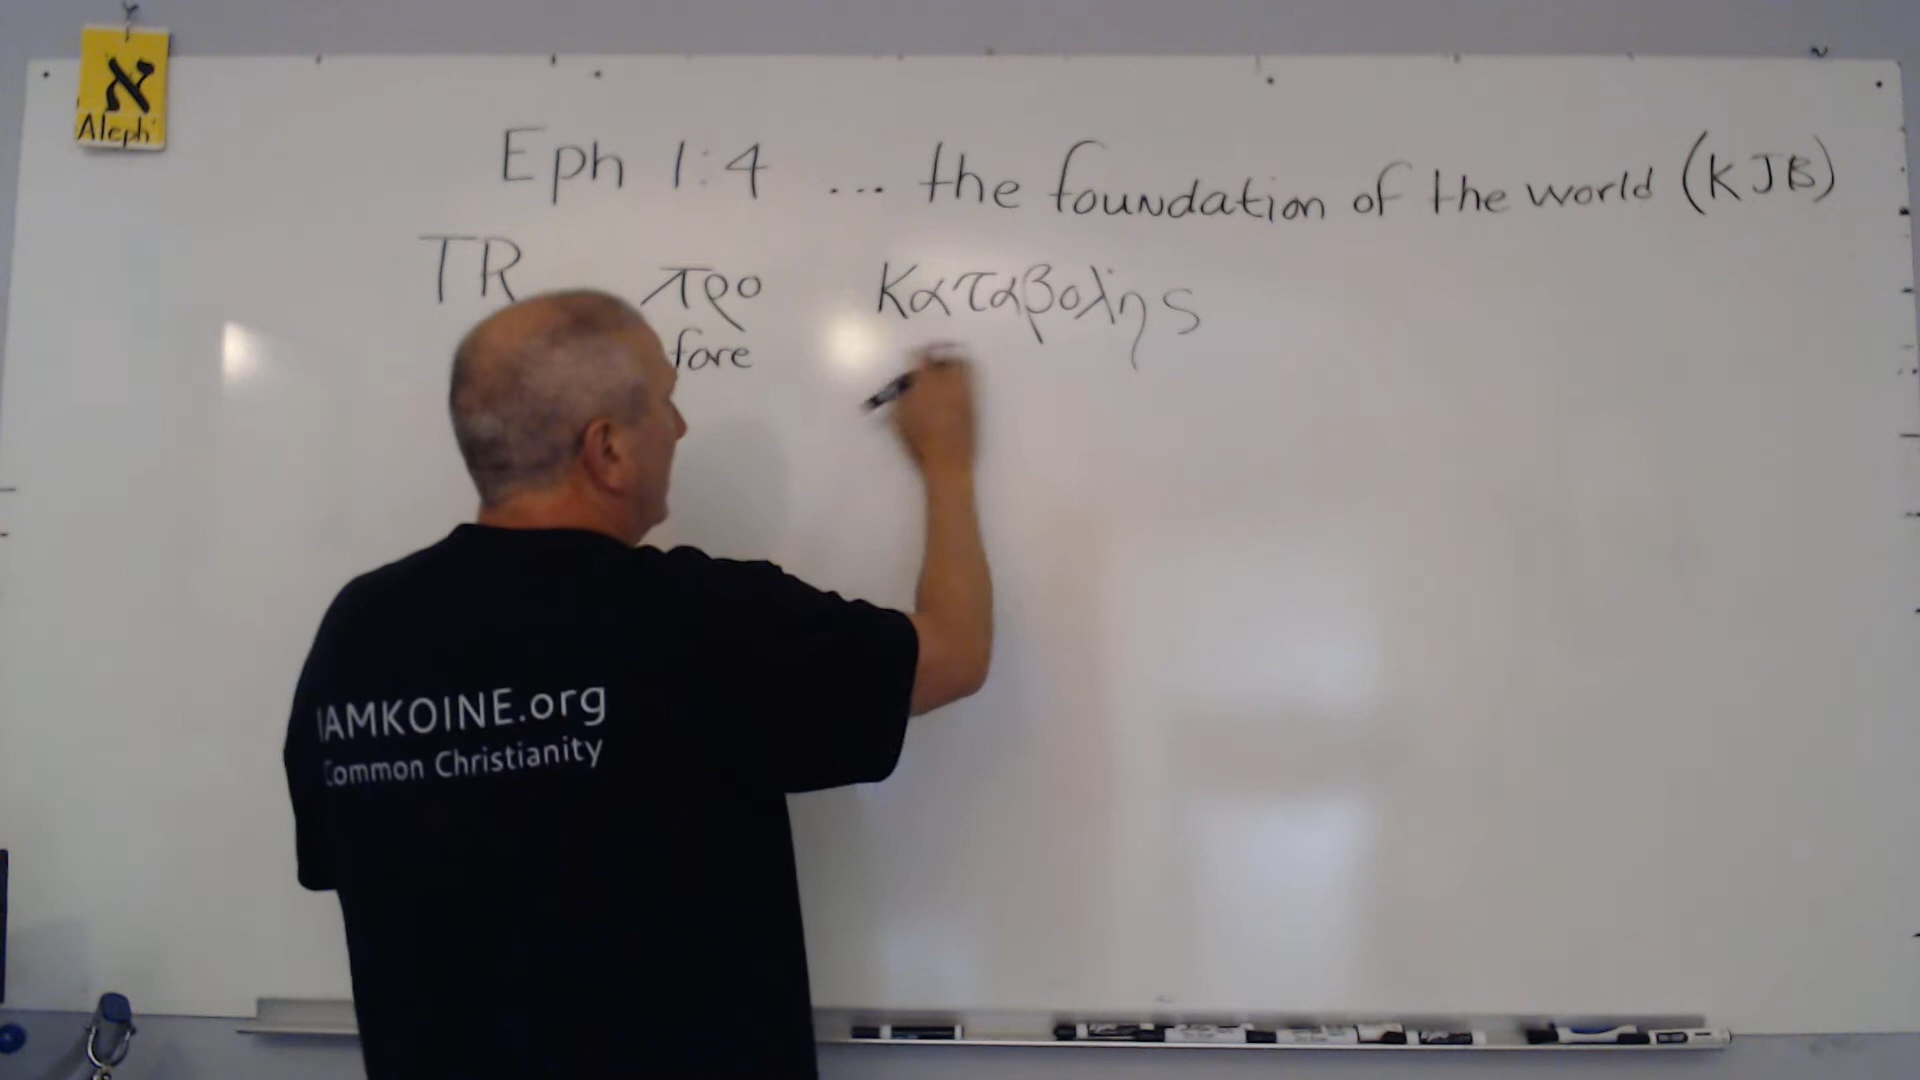 א
Aleph
Eph 1:4 ... the foundation of the world (KJB)
TR προ Καταβολης
fore
IAMKOINE.org
Common Christianity